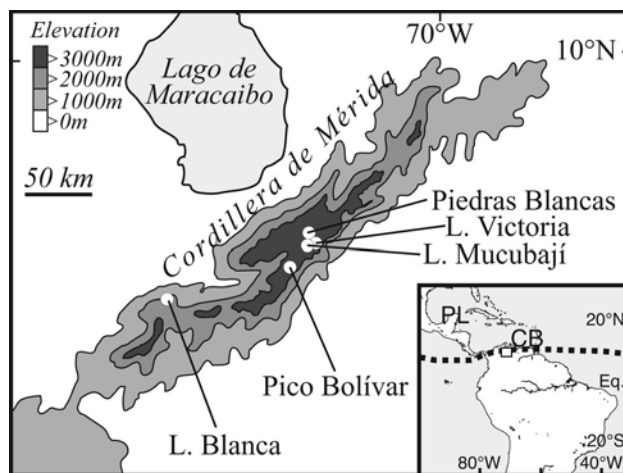 Elevation
>3000m
>2000m
>1000m
>0m
50 km
Lago de
Maracaibo
70°W
10°N
Cordillera de Mérida
Piedras Blancas
L. Victoria
L. Mucubají
Pico Bolívar
L. Blanca
PL
CB
20°N
Eq.
20°S
80°W
40°W